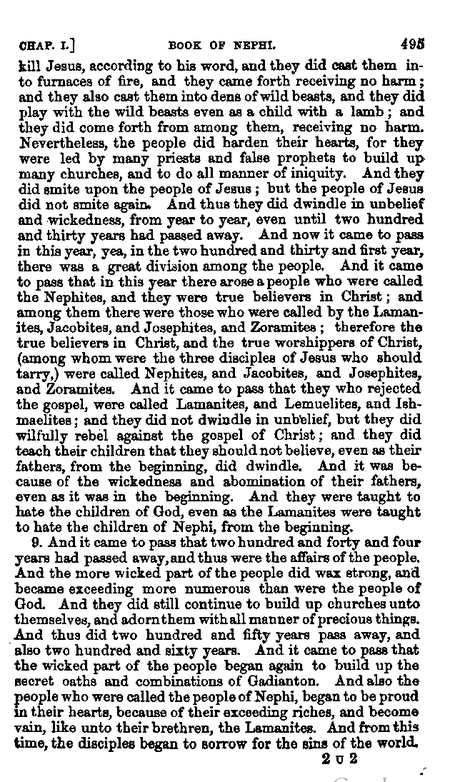 CHAP. I.] BOOK OF NEPHI. 495
kill Jesus, according to his word, and they did cast them in-
to furnaces of fire, and they came forth receiving no harm;
and they also cast them into dens of wild beasts, and they did
play with the wild beasts even as a child with a lamb; and
they did come forth from among them, receiving no harm.
Nevertheless, the people did harden their hearts, for they
were led by many priests and false prophets to build up
many churches, and to do all manner of iniquity. And they
did smite upon the people of Jesus; but the people of Jesus
did not smite again. And thus they did dwindle in unbelief
and wickedness, from year to year, even until two hundred
and thirty years had passed away. And now it came to pass
in this year, yea, in the two hundred and thirty and first year,
there was a great division among the people. And it came
to pass that in this year there arose a people who were called
the Nephites, and they were true believers in Christ; and
among them there were those who were called by the Laman-
ites, Jacobites, and Josephites, and Zoramites; therefore the
true believers in Christ, and the true worshippers of Christ,
(among whom were the three disciples of Jesus who should
tarry,) were called Nephites, and Jacobites, and Josephites,
and Zoramites. And it came to pass that they who rejected
the gospel, were called Lamanites, and Lemuelites, and Ish-
maelites; and they did not dwindle in unbelief, but they did
wilfully rebel against the gospel of Christ; and they did
teach their children that they should not believe, even as their
fathers, from the beginning, did dwindle. And it was be-
cause of the wickedness and abomination of their fathers,
even as it was in the beginning. And they were taught to
hate the children of God, even as the Lamanites were taught
to hate the children of Nephi, from the beginning.
9. And it came to pass that two hundred and forty and four
years had passed away, and thus were the affairs of the people.
And the more wicked part of the people did wax strong, and
became exceeding more numerous than were the people of
God. And they did still continue to build up churches unto
themselves, and adorn them with all manner of precious things.
And thus did two hundred and fifty years pass away, and
also two hundred and sixty years. And it came to pass that
the wicked part of the people began again to build up the
secret oaths and combinations of Gadianton. And also the
people who were called the people of Nephi, began to be proud
in their hearts, because of their exceeding riches, and become
vain, like unto their brethren, the Lamanites. And from this
time, the disciples began to sorrow for the sins of the world.
2 U 2